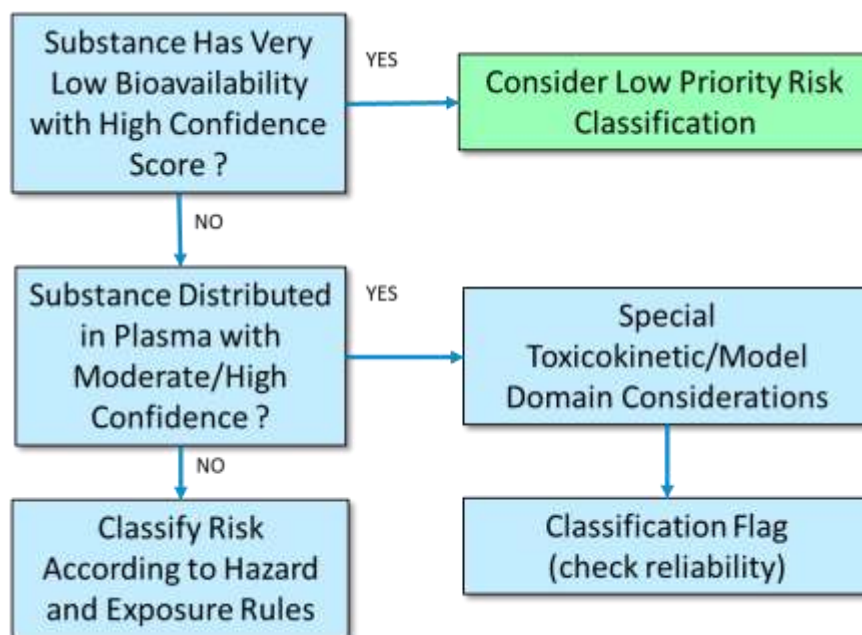 Substance Has Very
Low Bioavailability
with High Confidence
Score ?
YES
Consider Low Priority Risk
Classification
NO
Substance Distributed
in Plasma with
Moderate/High
Confidence ?
YES
Special
Toxicokinetic/Model
Domain Considerations
NO
Classify Risk
According to Hazard
and Exposure Rules
Classification Flag
(check reliability)